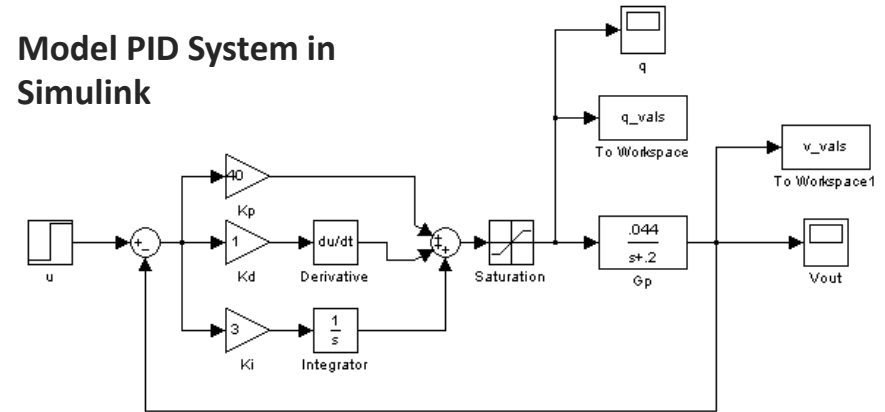 Model PID System in
Simulink
q
q_vals
To Workspace
v_vals
To Workspace1
40
Kp
u
+
-
1
Kd
du/dt
Derivative
+
+
+
Saturation
.044
s+.2
Gp
Vout
3
Ki
1
s
Integrator